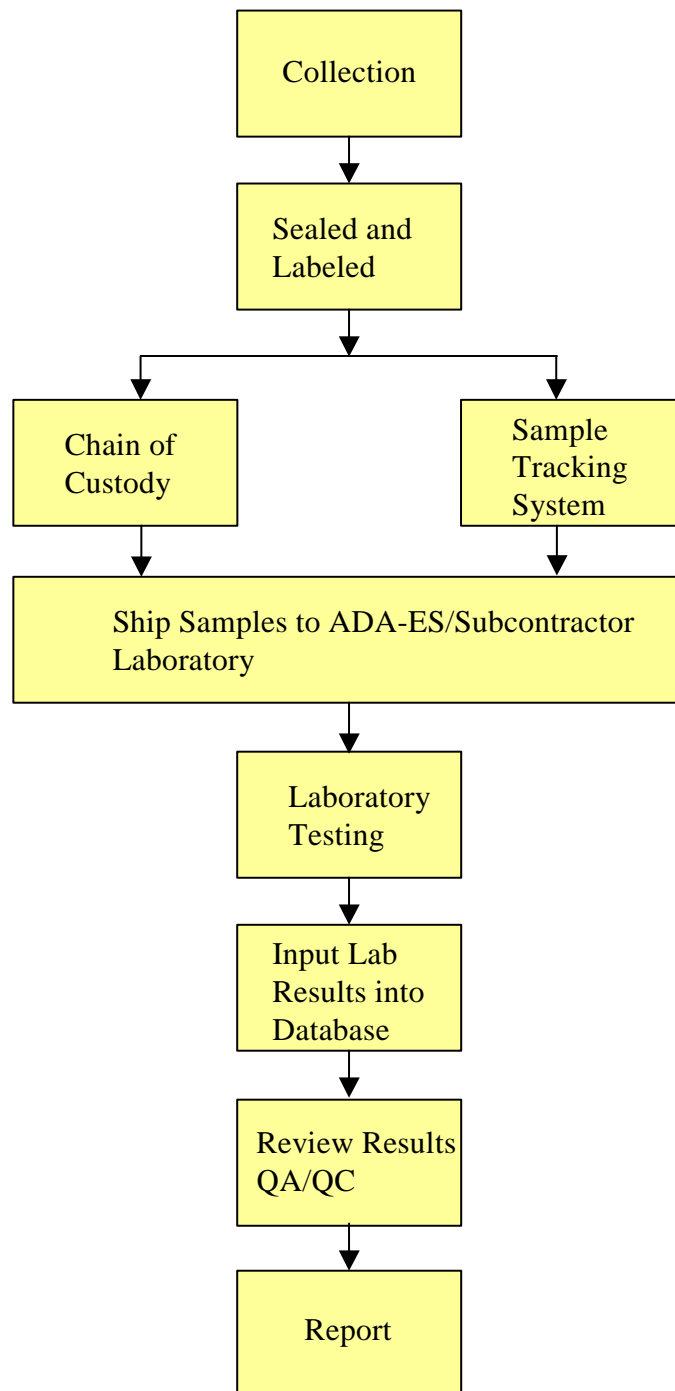 Collection
Sealed and
Labeled
Chain of
Custody
Sample
Tracking
System
Ship Samples to ADA-ES/Subcontractor
Laboratory
Laboratory
Testing
Input Lab
Results into
Database
Review Results
QA/QC
Report